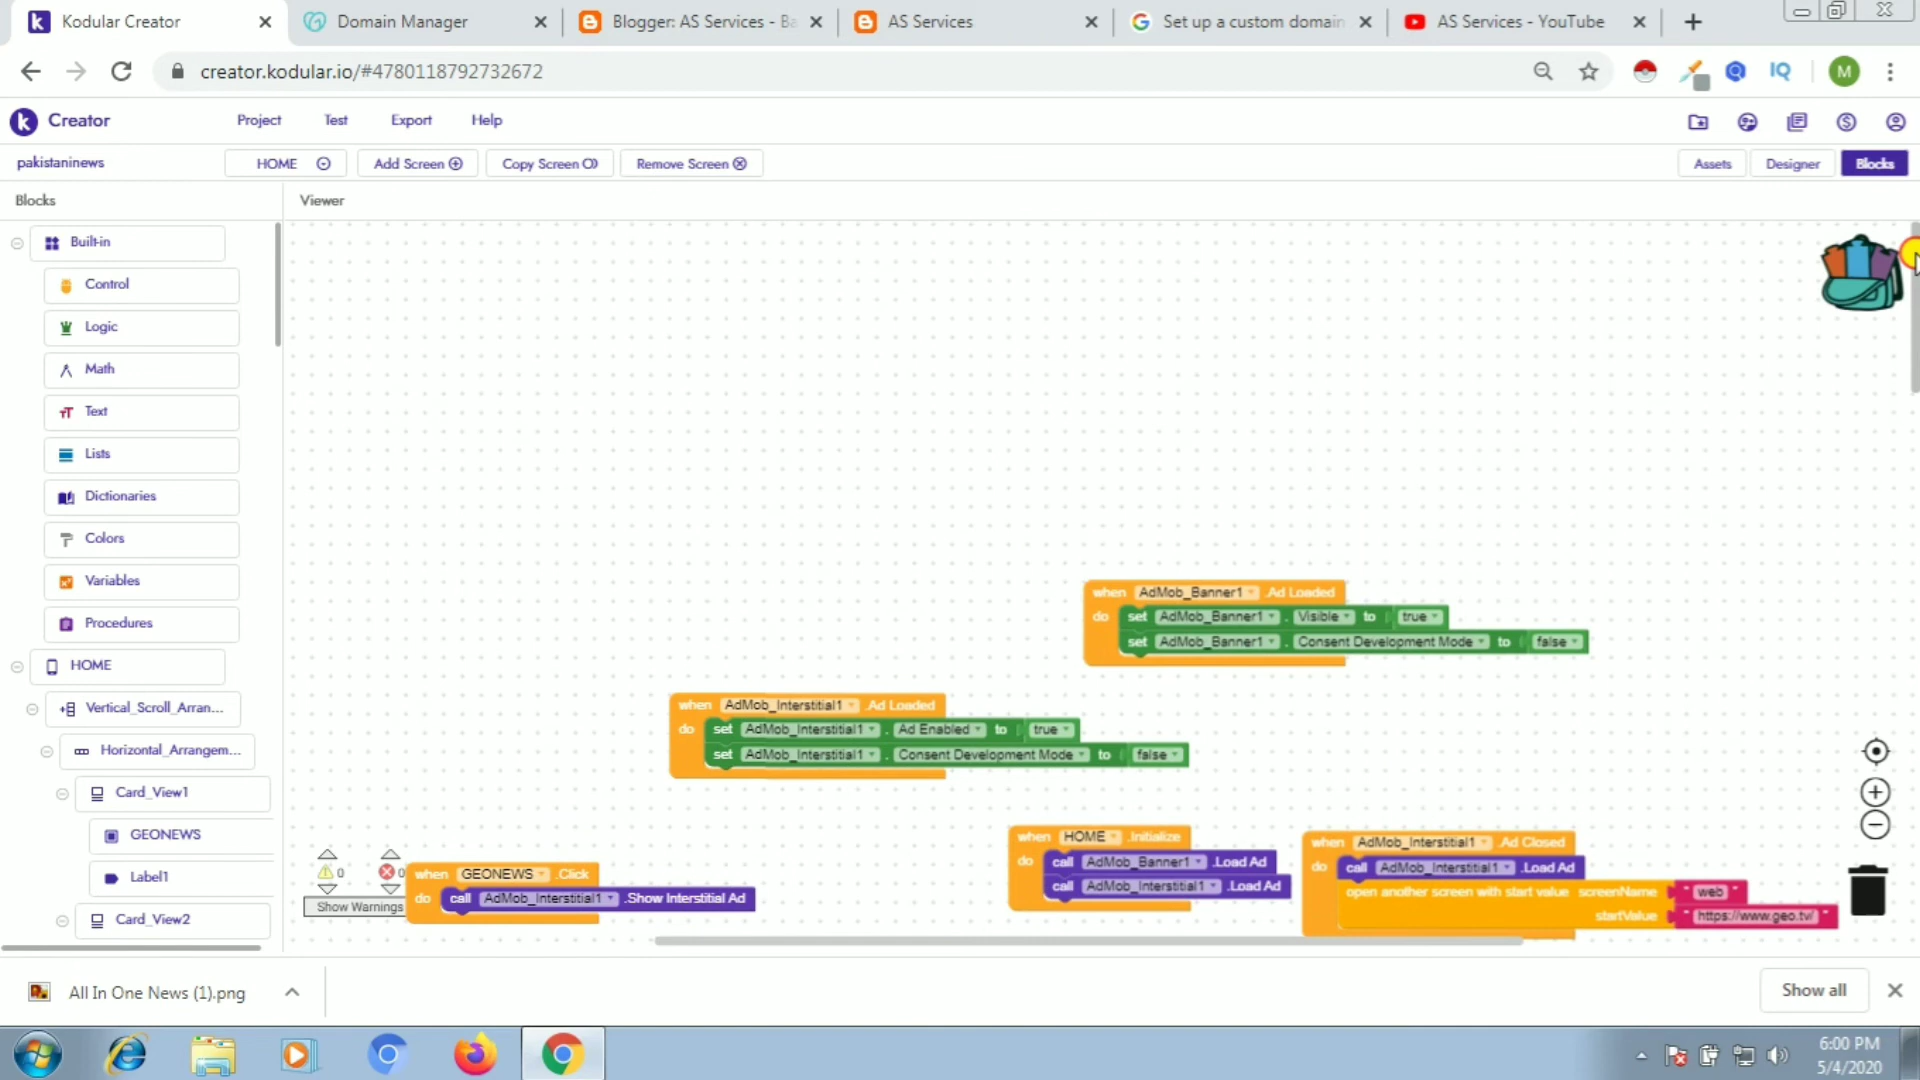 Kodular Creator
Domain Manager
Blogger: AS Services - Ba
AS Services
Set up a custom domain
AS Services - YouTube
creator.kodular.io/#4780118792732672
IQ
M
Creator
Project
Test
Export
Help
pakistaninews
HOME
Add Screen
Copy Screen
Remove Screen
Assets
Designer
Blocks
Blocks
Viewer
Built-in
Control
Logic
Math
Text
Lists
Dictionaries
Colors
Variables
Procedures
HOME
Vertical_Scroll_Arran...
Horizontal_Arrangem...
Card_View1
GEONEWS
Label1
Card_View2
when AdMob_Banner1 .Ad Loaded
do set AdMob_Banner1 . Visible to true
set AdMob_Banner1 . Consent Development Mode to false
when AdMob_Interstitial1 .Ad Loaded
do set AdMob_Interstitial1 . Ad Enabled to true
set AdMob_Interstitial1 . Consent Development Mode to false
when HOME .Initialize
do call AdMob_Banner1 .Load Ad
call AdMob_Interstitial1 .Load Ad
when AdMob_Interstitial1 .Ad Closed
do call AdMob_Interstitial1 .Load Ad
open another screen with start value screenName " web "
startValue " https://www.geo.tv/ "
0
0
Show Warnings
when GEONEWS .Click
do call AdMob_Interstitial1 .Show Interstitial Ad
All In One News (1).png
Show all
6:00 PM
5/4/2020